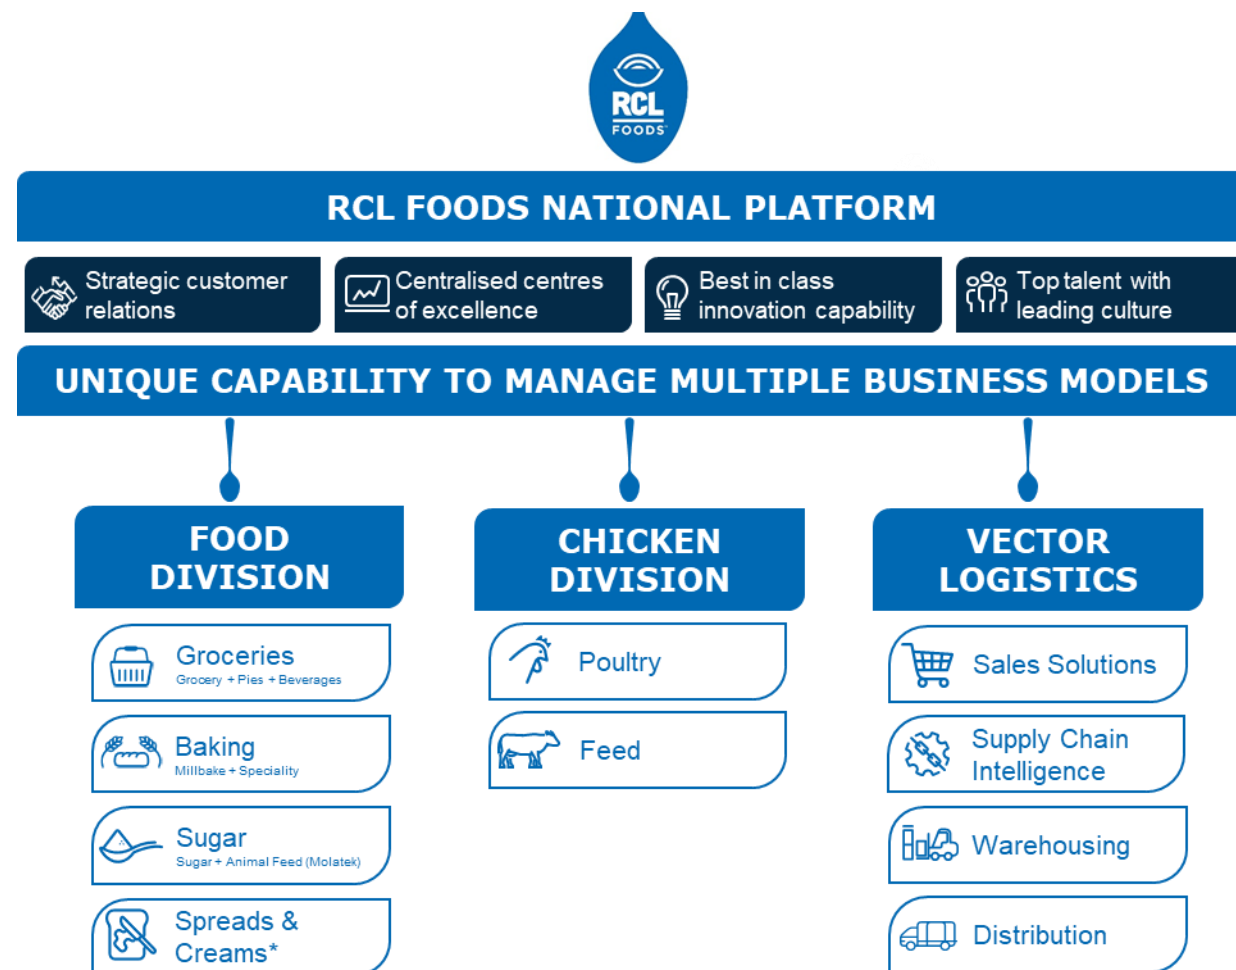 RCL
FOODS
RCL FOODS NATIONAL PLATFORM
Strategic customer
relations
Centralised centres
of excellence
Best in class
innovation capability
Top talent with
leading culture
UNIQUE CAPABILITY TO MANAGE MULTIPLE BUSINESS MODELS
FOOD
DIVISION
Groceries
Grocery + Pies + Beverages
Baking
Millbake + Speciality
Sugar
Sugar + Animal Feed (Molatek)
Spreads &
Creams*
CHICKEN
DIVISION
Poultry
Feed
VECTOR
LOGISTICS
Sales Solutions
Supply Chain
Intelligence
Warehousing
Distribution